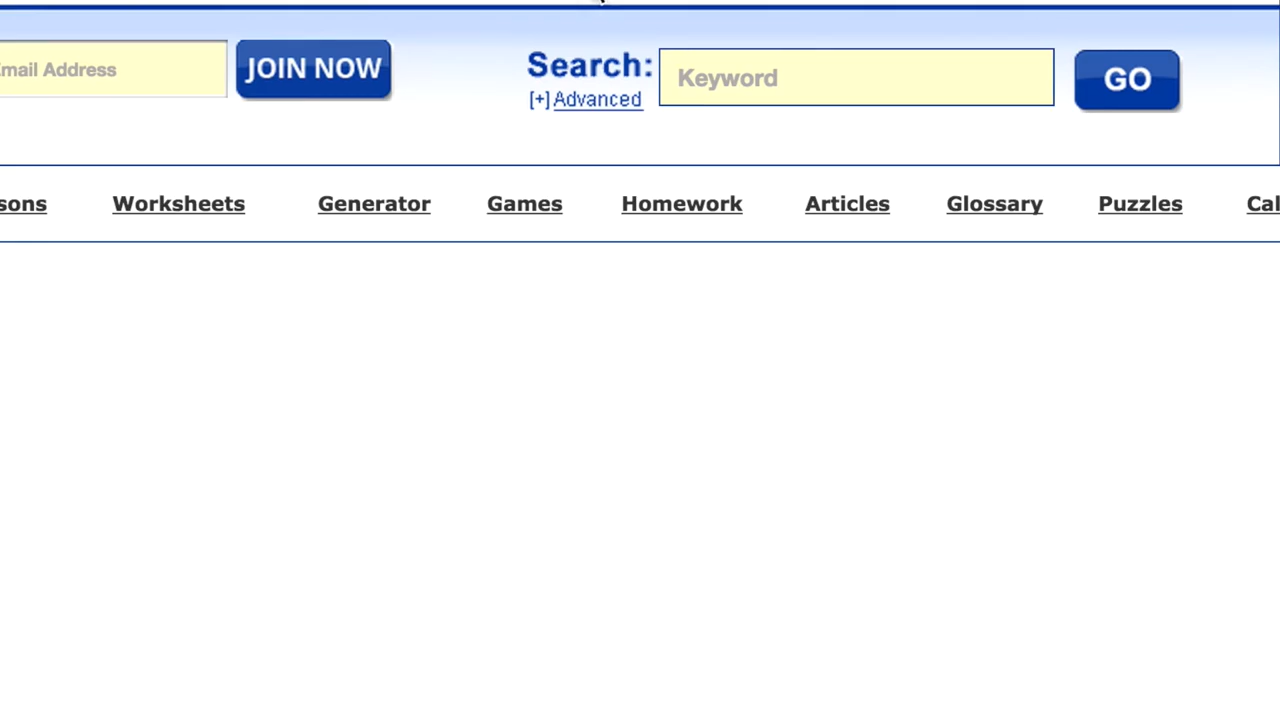 Email Address JOIN NOW Search: Keyword GO
[+] Advanced
Worksheets Generator Games Homework Articles Glossary Puzzles